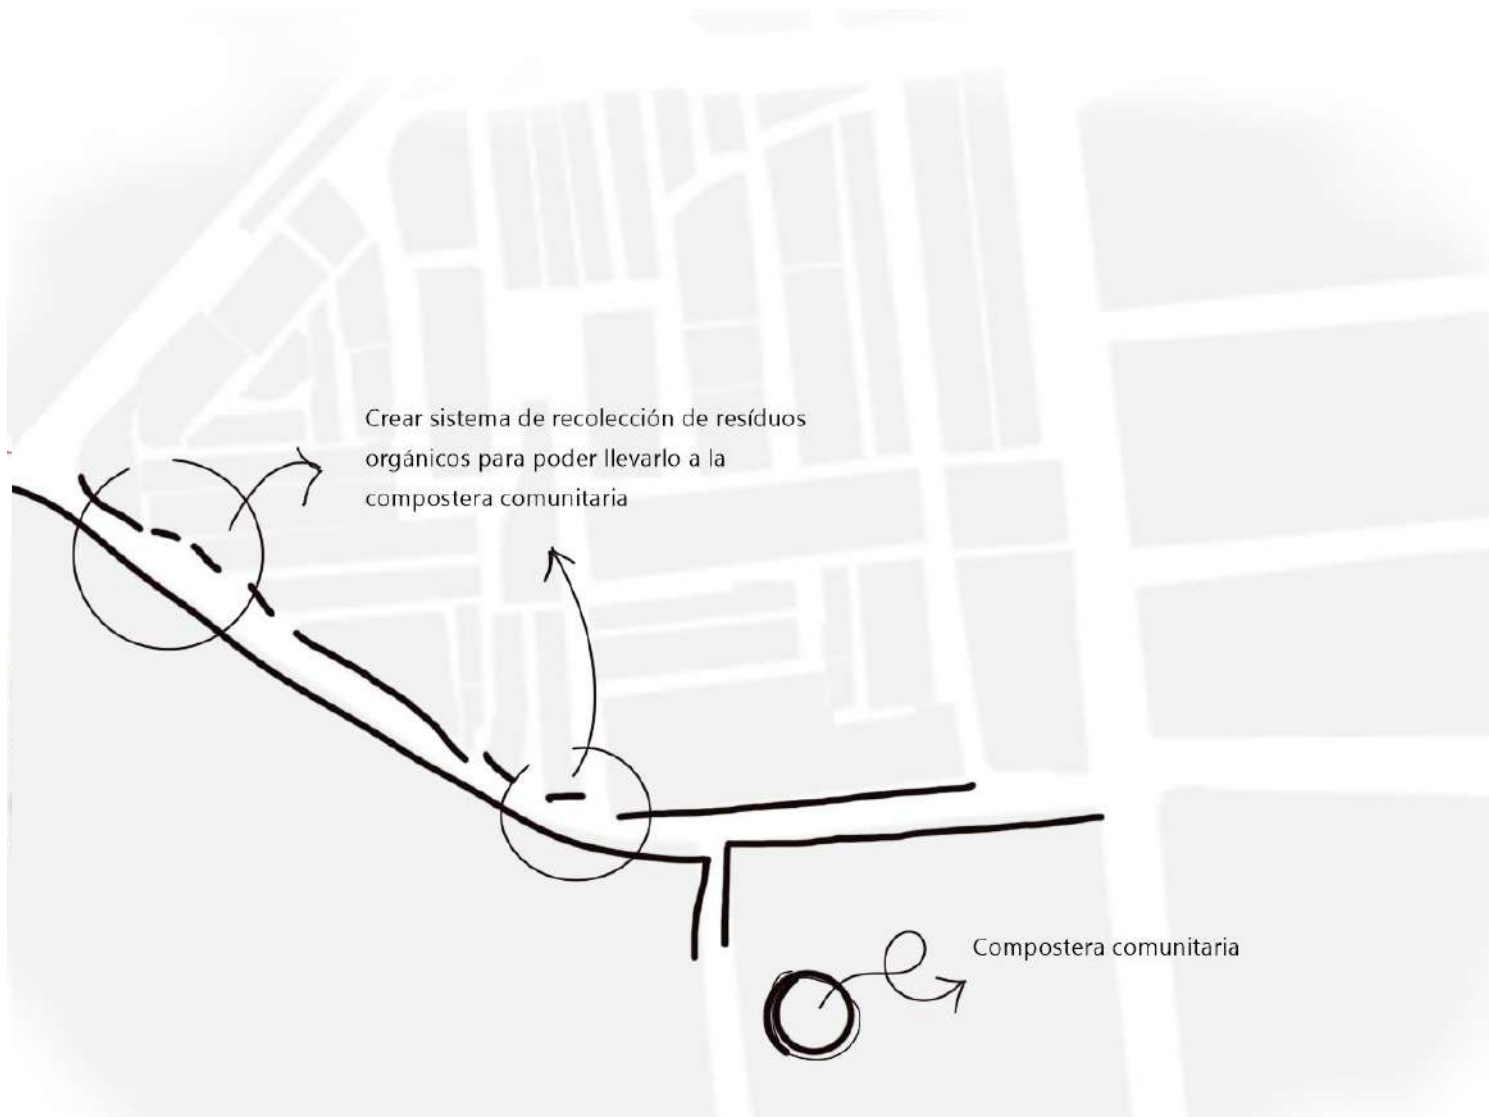 Crear sistema de recolección de resíduos
orgánicos para poder llevarlo a la
compostera comunitaria
Compostera comunitaria